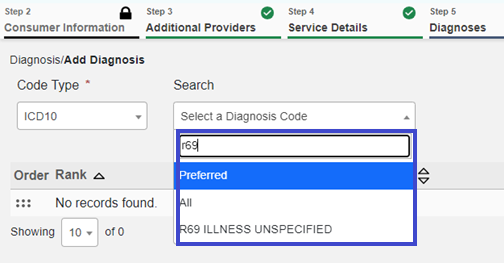 Step 2 Step 3 Step 4 Step 5
Consumer Information Additional Providers Service Details Diagnoses
Diagnosis/Add Diagnosis
Code Type * Search
ICD10 Select a Diagnosis Code
r69
Preferred
All
R69 ILLNESS UNSPECIFIED
Order Rank
No records found.
Showing 10 of 0